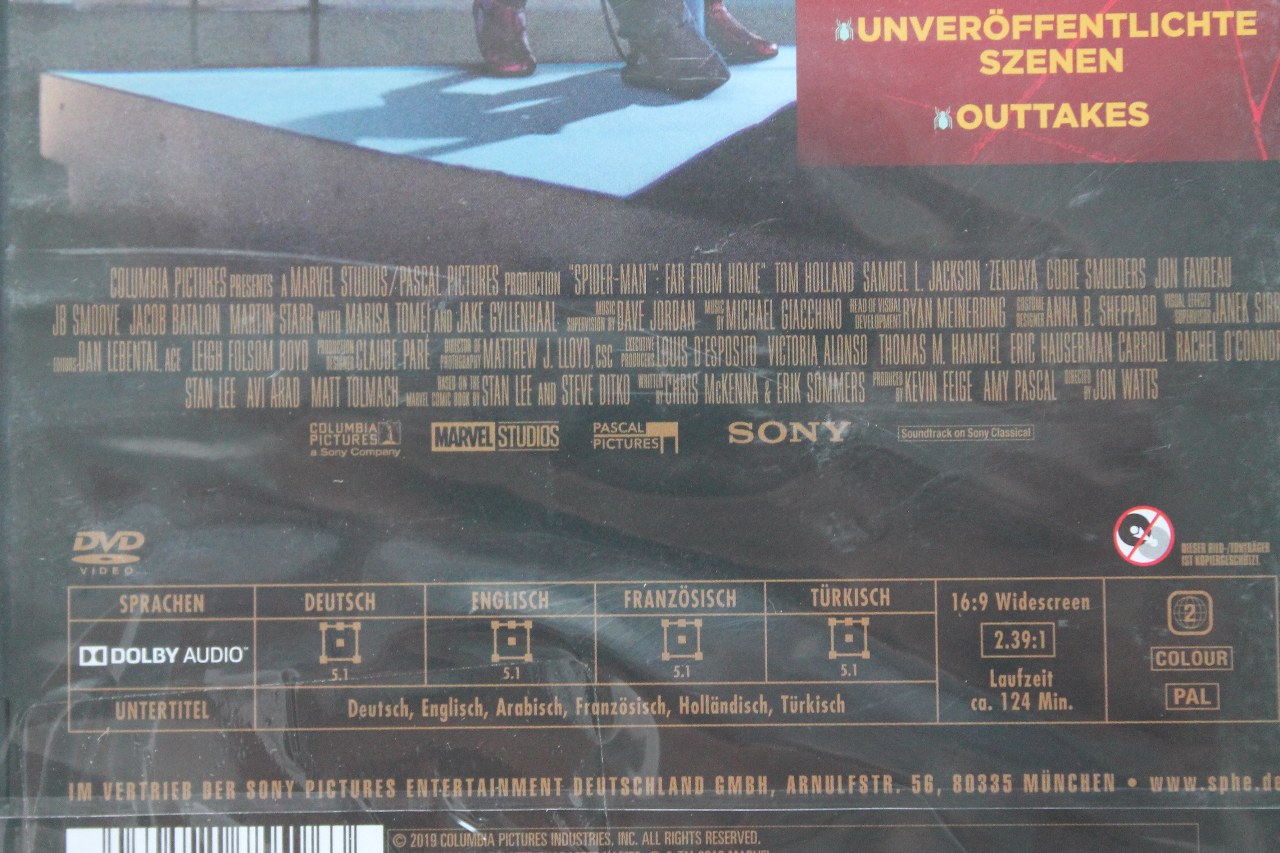 UNVERÖFFENTLICHTE
SZENEN
OUTTAKES
COLUMBIA PICTURES PRESENTS A MARVEL STUDIOS/PASCAL PICTURES PRODUCTION "SPIDER-MAN™: FAR FROM HOME" TOM HOLLAND SAMUEL L. JACKSON ZENDAYA COBIE SMULDERS JON FAVREAU
JB SMOOVE JACOB BATALON MARTIN STARR WITH MARISA TOMEI AND JAKE GYLLENHAAL MUSIC SUPERVISION BY DAVE JORDAN MUSIC BY MICHAEL GIACCHINO HEAD OF VISUAL DEVELOPMENT RYAN MEINERDING ANNA B. SHEPPARD JANEK
DAN LEBENTAL, ACE LEIGH FOLSOM BOYD CLAUDE PARÉ MATTHEW J. LLOYD, CSC EXECUTIVE PRODUCERS LOUIS D'ESPOSITO VICTORIA ALONSO THOMAS M. HAMMEL ERIC HAUSERMAN CARROLL RACHEL
STAN LEE AVI ARAD MATT TOLMACH BASED ON THE MARVEL COMIC BOOK BY STAN LEE AND STEVE DITKO WRITTEN BY CHRIS McKENNA & ERIK SOMMERS PRODUCED BY KEVIN FEIGE AMY PASCAL DIRECTED BY JON WATTS
COLUMBIA PICTURES a Sony Company MARVEL STUDIOS PASCAL PICTURES SONY Soundtrack on Sony Classical
DVD
VIDEO
DIESER BILD-/TONTRÄGER
IST KOPIERGESCHÜTZT.
SPRACHEN DEUTSCH ENGLISCH FRANZÖSISCH TÜRKISCH 16:9 Widescreen 2
DOLBY AUDIO™ 5.1 5.1 5.1 5.1 2.39:1 COLOUR
UNTERTITEL Deutsch, Englisch, Arabisch, Französisch, Holländisch, Türkisch Laufzeit ca. 124 Min. PAL
IM VERTRIEB DER SONY PICTURES ENTERTAINMENT DEUTSCHLAND GMBH, ARNULFSTR. 56, 80335 MÜNCHEN • www.sphe.de
© 2019 COLUMBIA PICTURES INDUSTRIES, INC. ALL RIGHTS RESERVED.